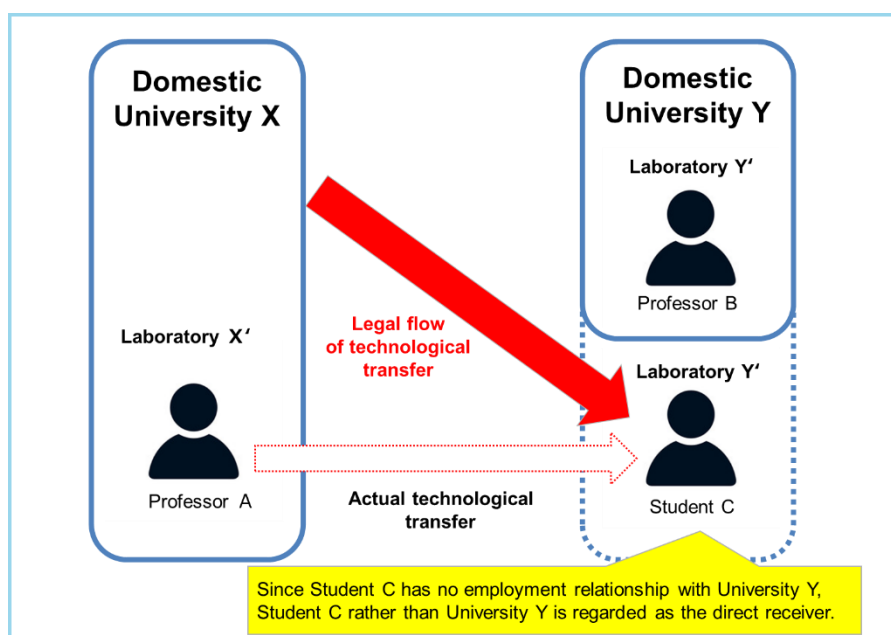 Domestic
University X
Domestic
University Y
Laboratory Y‘
Professor B
Legal flow
of technological
transfer
Laboratory X‘
Laboratory Y‘
Professor A
Actual technological
transfer
Student C
Since Student C has no employment relationship with University Y,
Student C rather than University Y is regarded as the direct receiver.